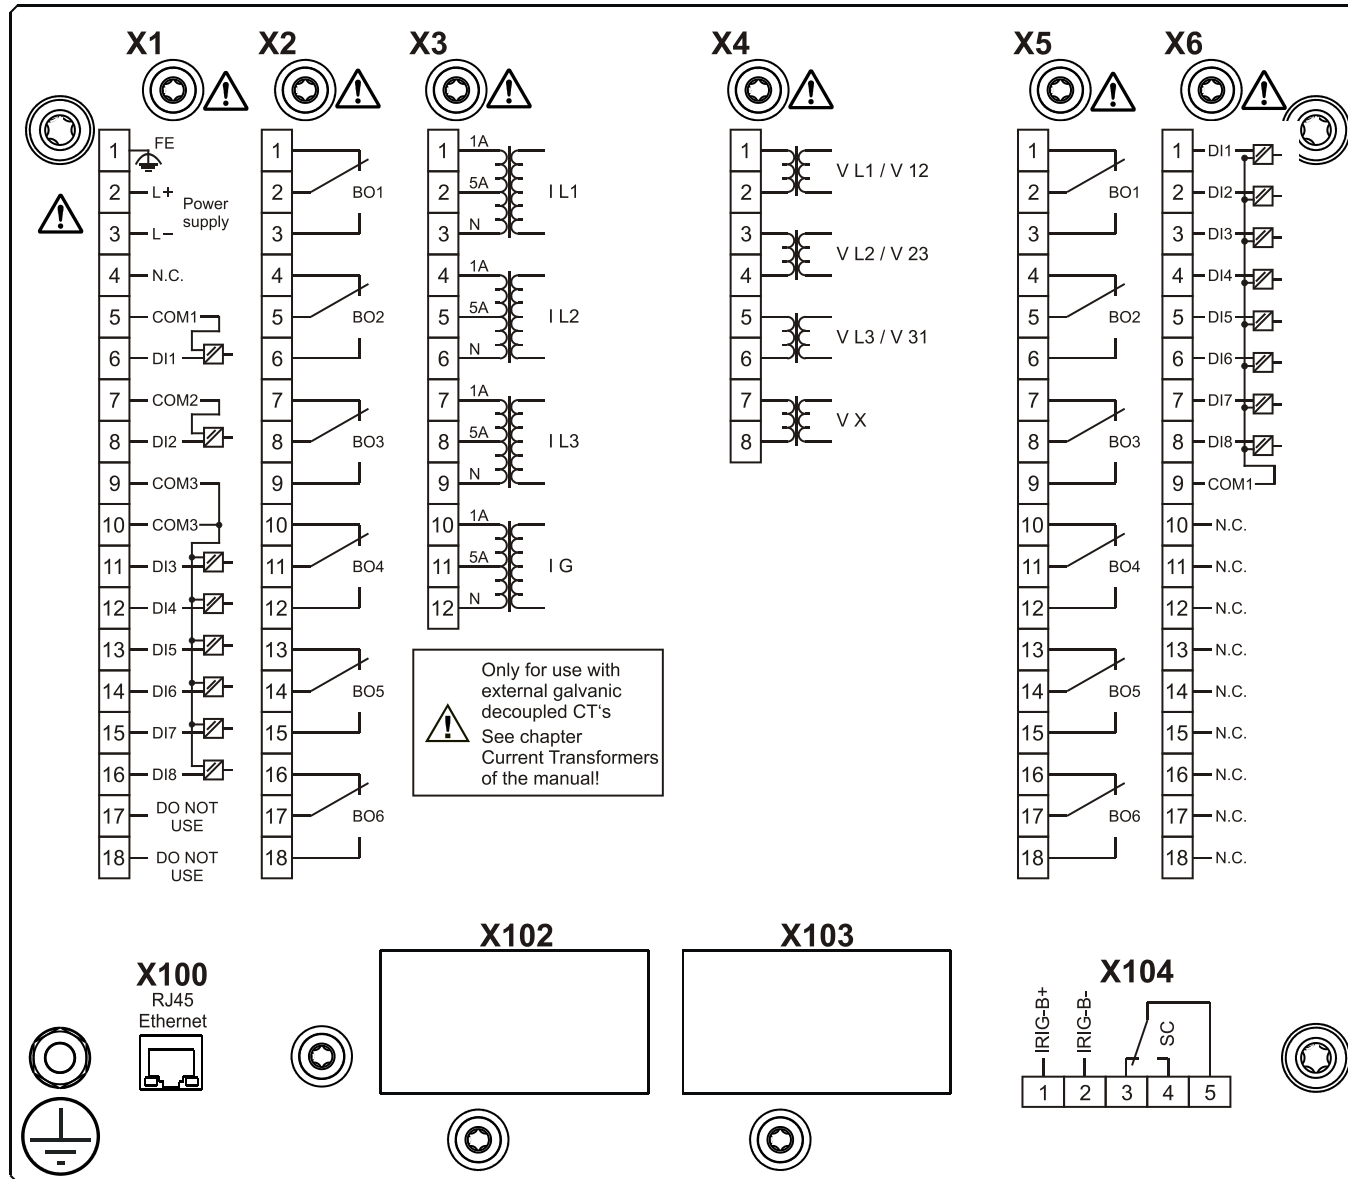 X1
X2
X3
X4
X5
X6
1 FE
2 L+
Power
supply
3 L−
4 N.C.
5 COM1
6 DI1
7 COM2
8 DI2
9 COM3
10 COM3
11 DI3
12 DI4
13 DI5
14 DI6
15 DI7
16 DI8
17 DO NOT
USE
18 DO NOT
USE
1
2 BO1
3
4
5 BO2
6
7
8 BO3
9
10
11 BO4
12
13
14 BO5
15
16
17 BO6
18
1 1A
2 5A I L1
3 N
4 1A
5 5A I L2
6 N
7 1A
8 5A I L3
9 N
10 1A
11 5A I G
12 N
Only for use with
external galvanic
decoupled CT‘s
See chapter
Current Transformers
of the manual!
1
V L1 / V 12
2
3
V L2 / V 23
4
5
V L3 / V 31
6
7
V X
8
1
2 BO1
3
4
5 BO2
6
7
8 BO3
9
10
11 BO4
12
13
14 BO5
15
16
17 BO6
18
1 DI1
2 DI2
3 DI3
4 DI4
5 DI5
6 DI6
7 DI7
8 DI8
9 COM1
10 N.C.
11 N.C.
12 N.C.
13 N.C.
14 N.C.
15 N.C.
16 N.C.
17 N.C.
18 N.C.
X100
RJ45
Ethernet
X102
X103
X104
IRIG-B+
IRIG-B-
SC
1 2 3 4 5